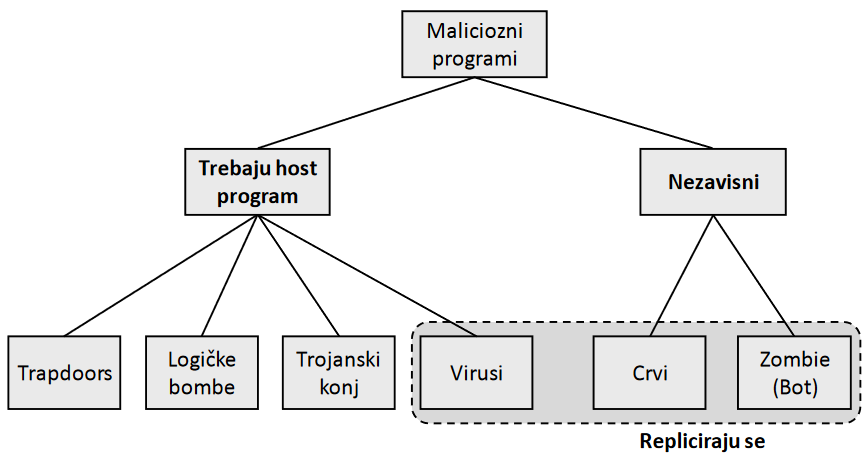 Maliciozni
programi
Trebaju host
program
Nezavisni
Trapdoors
Logičke
bombe
Trojanski
konj
Virusi
Crvi
Zombie
(Bot)
Repliciraju se